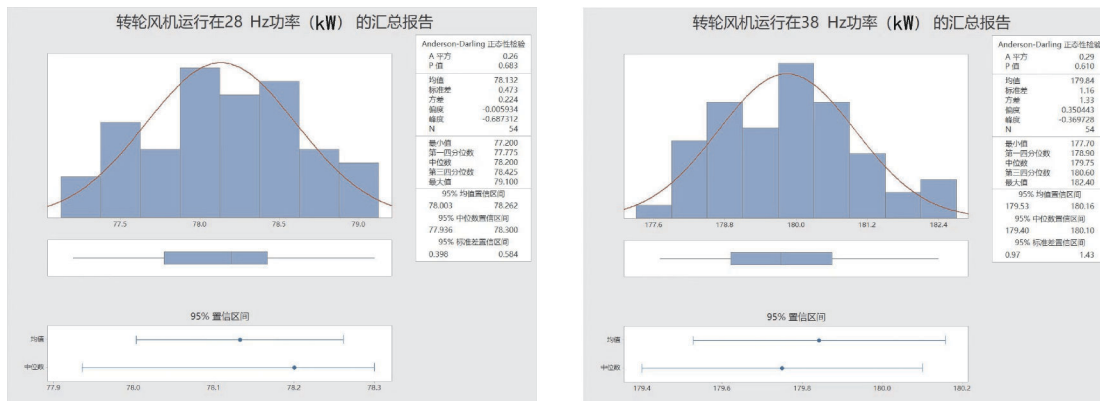 转轮风机运行在28 Hz功率（kW）的汇总报告
Anderson-Darling 正态性检验
A 平方 0.26
P 值 0.683
均值 78.132
标准差 0.473
方差 0.224
偏度 -0.005934
峰度 -0.687312
N 54
最小值 77.200
第一四分位数 77.775
中位数 78.200
第三四分位数 78.425
最大值 79.100
95% 均值置信区间
78.003 78.262
95% 中位数置信区间
77.936 78.300
95% 标准差置信区间
0.398 0.584
77.5 78.0 78.5 79.0
95% 置信区间
均值
中位数
77.9 78.0 78.1 78.2 78.3
转轮风机运行在38 Hz功率（kW）的汇总报告
Anderson-Darling 正态性检验
A 平方 0.29
P 值 0.610
均值 179.84
标准差 1.16
方差 1.33
偏度 0.350443
峰度 -0.369728
N 54
最小值 177.70
第一四分位数 178.90
中位数 179.75
第三四分位数 180.60
最大值 182.40
95% 均值置信区间
179.53 180.16
95% 中位数置信区间
179.40 180.10
95% 标准差置信区间
0.97 1.43
177.6 178.8 180.0 181.2 182.4
95% 置信区间
均值
中位数
179.4 179.6 179.8 180.0 180.2